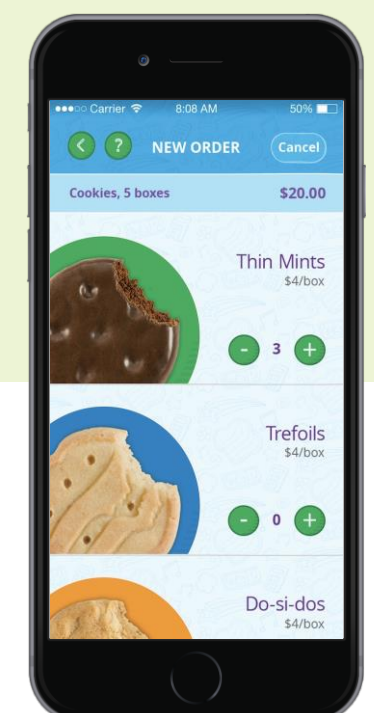 Carrier 8:08 AM 50%
< ? NEW ORDER Cancel
Cookies, 5 boxes $20.00
Thin Mints
$4/box
- 3 +
Trefoils
$4/box
- 0 +
Do-si-dos
$4/box